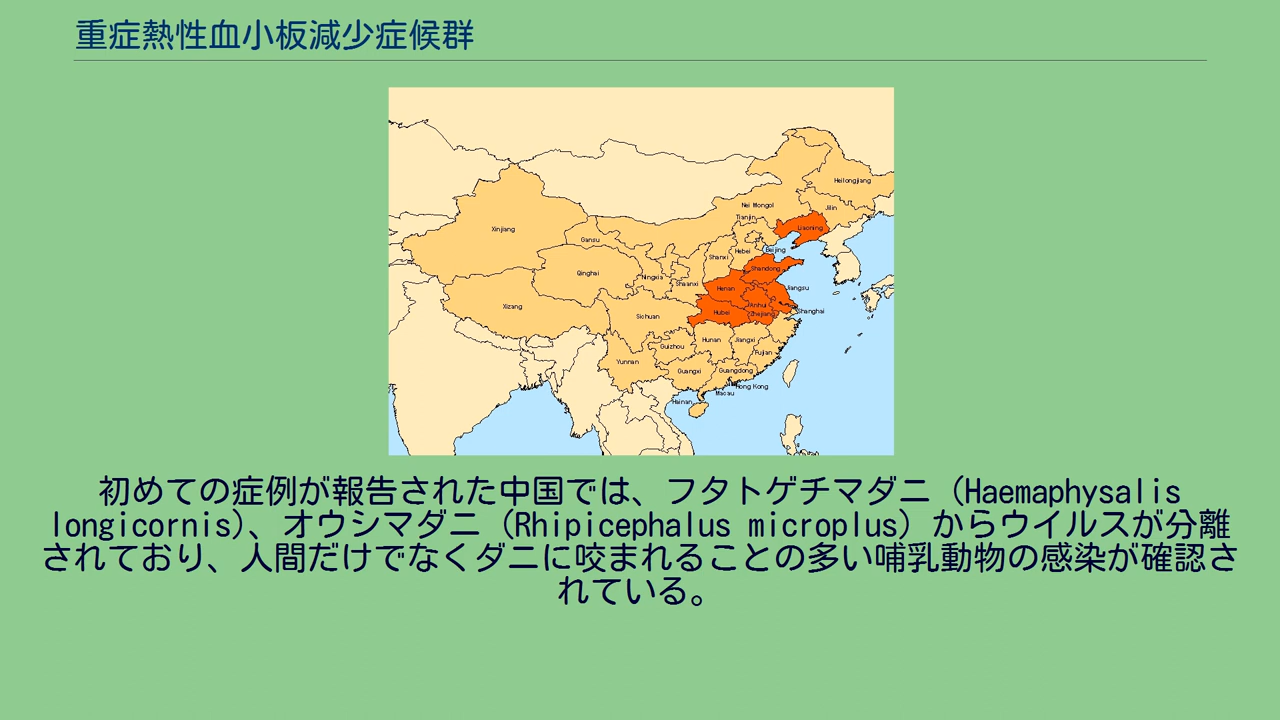 重症熱性血小板減少症候群
Heilongjiang
Nei Mongol
Jilin
Tianjin
Xinjiang
Liaoning
Gansu
Hebei
Beijing
Shanxi
Shandong
Qinghai
Ningxia
Shaanxi
Henan
Jiangsu
Xizang
Anhui
Shanghai
Sichuan
Hubei
Zhejiang
Hunan
Jiangxi
Guizhou
Fujian
Yunnan
Guangxi
Guangdong
Hong Kong
Macau
Hainan
初めての症例が報告された中国では、フタトゲチマダニ（Haemaphysalis
longicornis)、オウシマダニ（Rhipicephalus microplus）からウイルスが分離
されており、人間だけでなくダニに咬まれることの多い哺乳動物の感染が確認さ
れている。